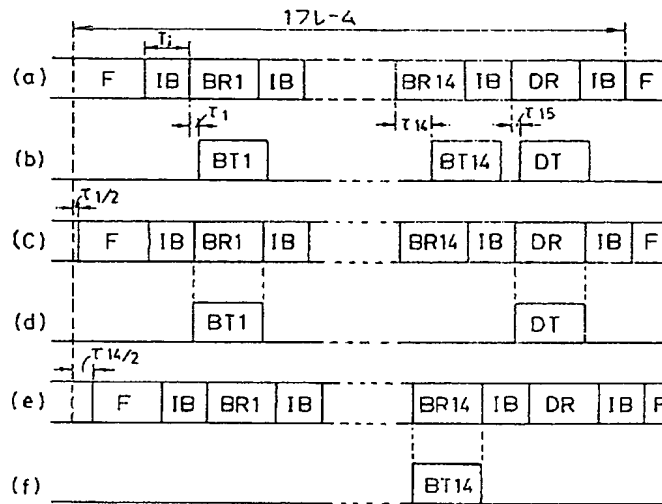 1フレーム
(a) F Ti IB BR1 IB BR14 IB DR IB F
τ1 τ14 τ15
(b) BT1 BT14 DT
τ1/2
(c) F IB BR1 IB BR14 IB DR IB F
(d) BT1 DT
τ14/2
(e) F IB BR1 IB BR14 IB DR IB F
(f) BT14